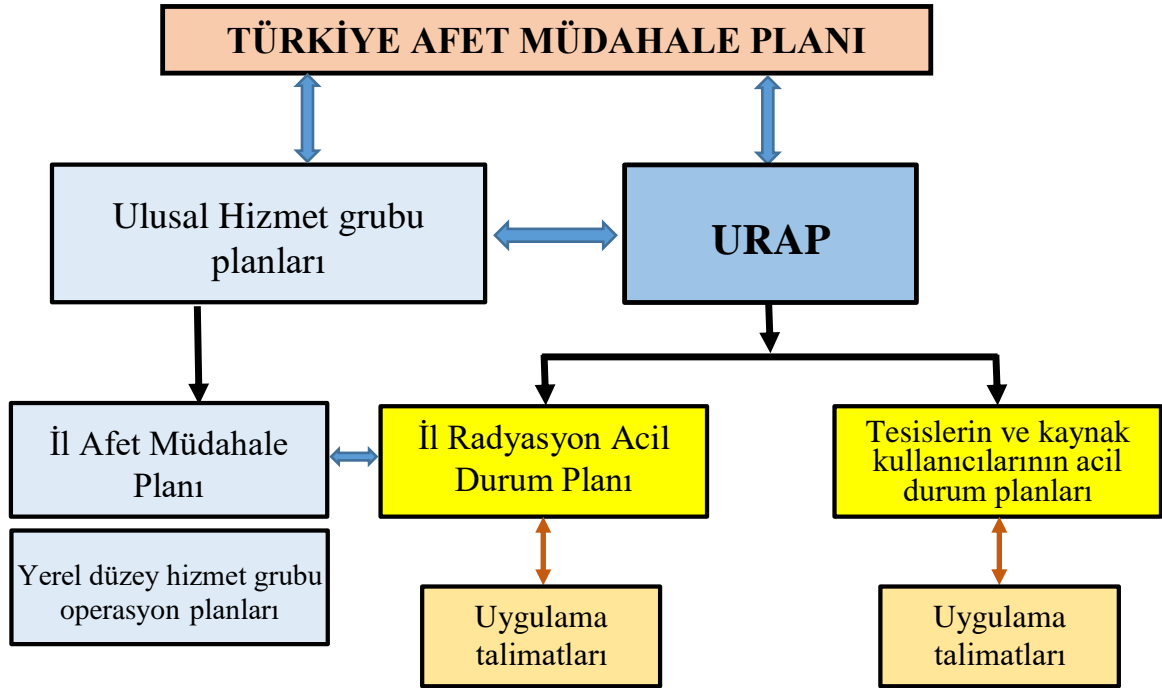 TÜRKİYE AFET MÜDAHALE PLANI
Ulusal Hizmet grubu
planları
URAP
İl Afet Müdahale
Planı
İl Radyasyon Acil
Durum Planı
Tesislerin ve kaynak
kullanıcılarının acil
durum planları
Yerel düzey hizmet grubu
operasyon planları
Uygulama
talimatları
Uygulama
talimatları